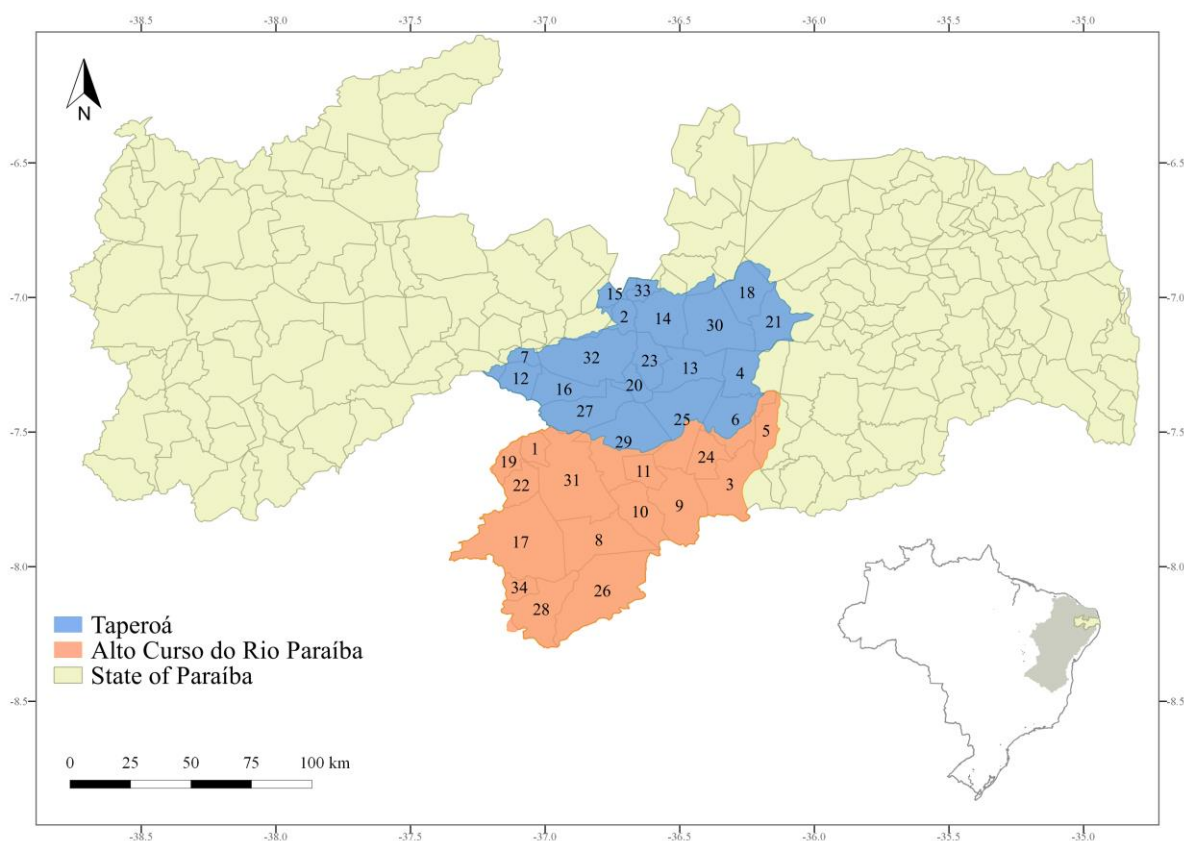 -38.5 -38.0 -37.5 -37.0 -36.5 -36.0 -35.5 -35.0
N
-6.5 -6.5
-7.0 -7.0
15 33 18
2 14 30 21
7 32 23 13 4
12 16 20
27 25 6
-7.5 -7.5
29 5
1 24
19 11
22 31 3
10 9
17 8
-8.0 -8.0
34 26
28
Taperoá
Alto Curso do Rio Paraíba
State of Paraíba
-8.5 -8.5
0 25 50 75 100 km
-38.5 -38.0 -37.5 -37.0 -36.5 -36.0 -35.5 -35.0